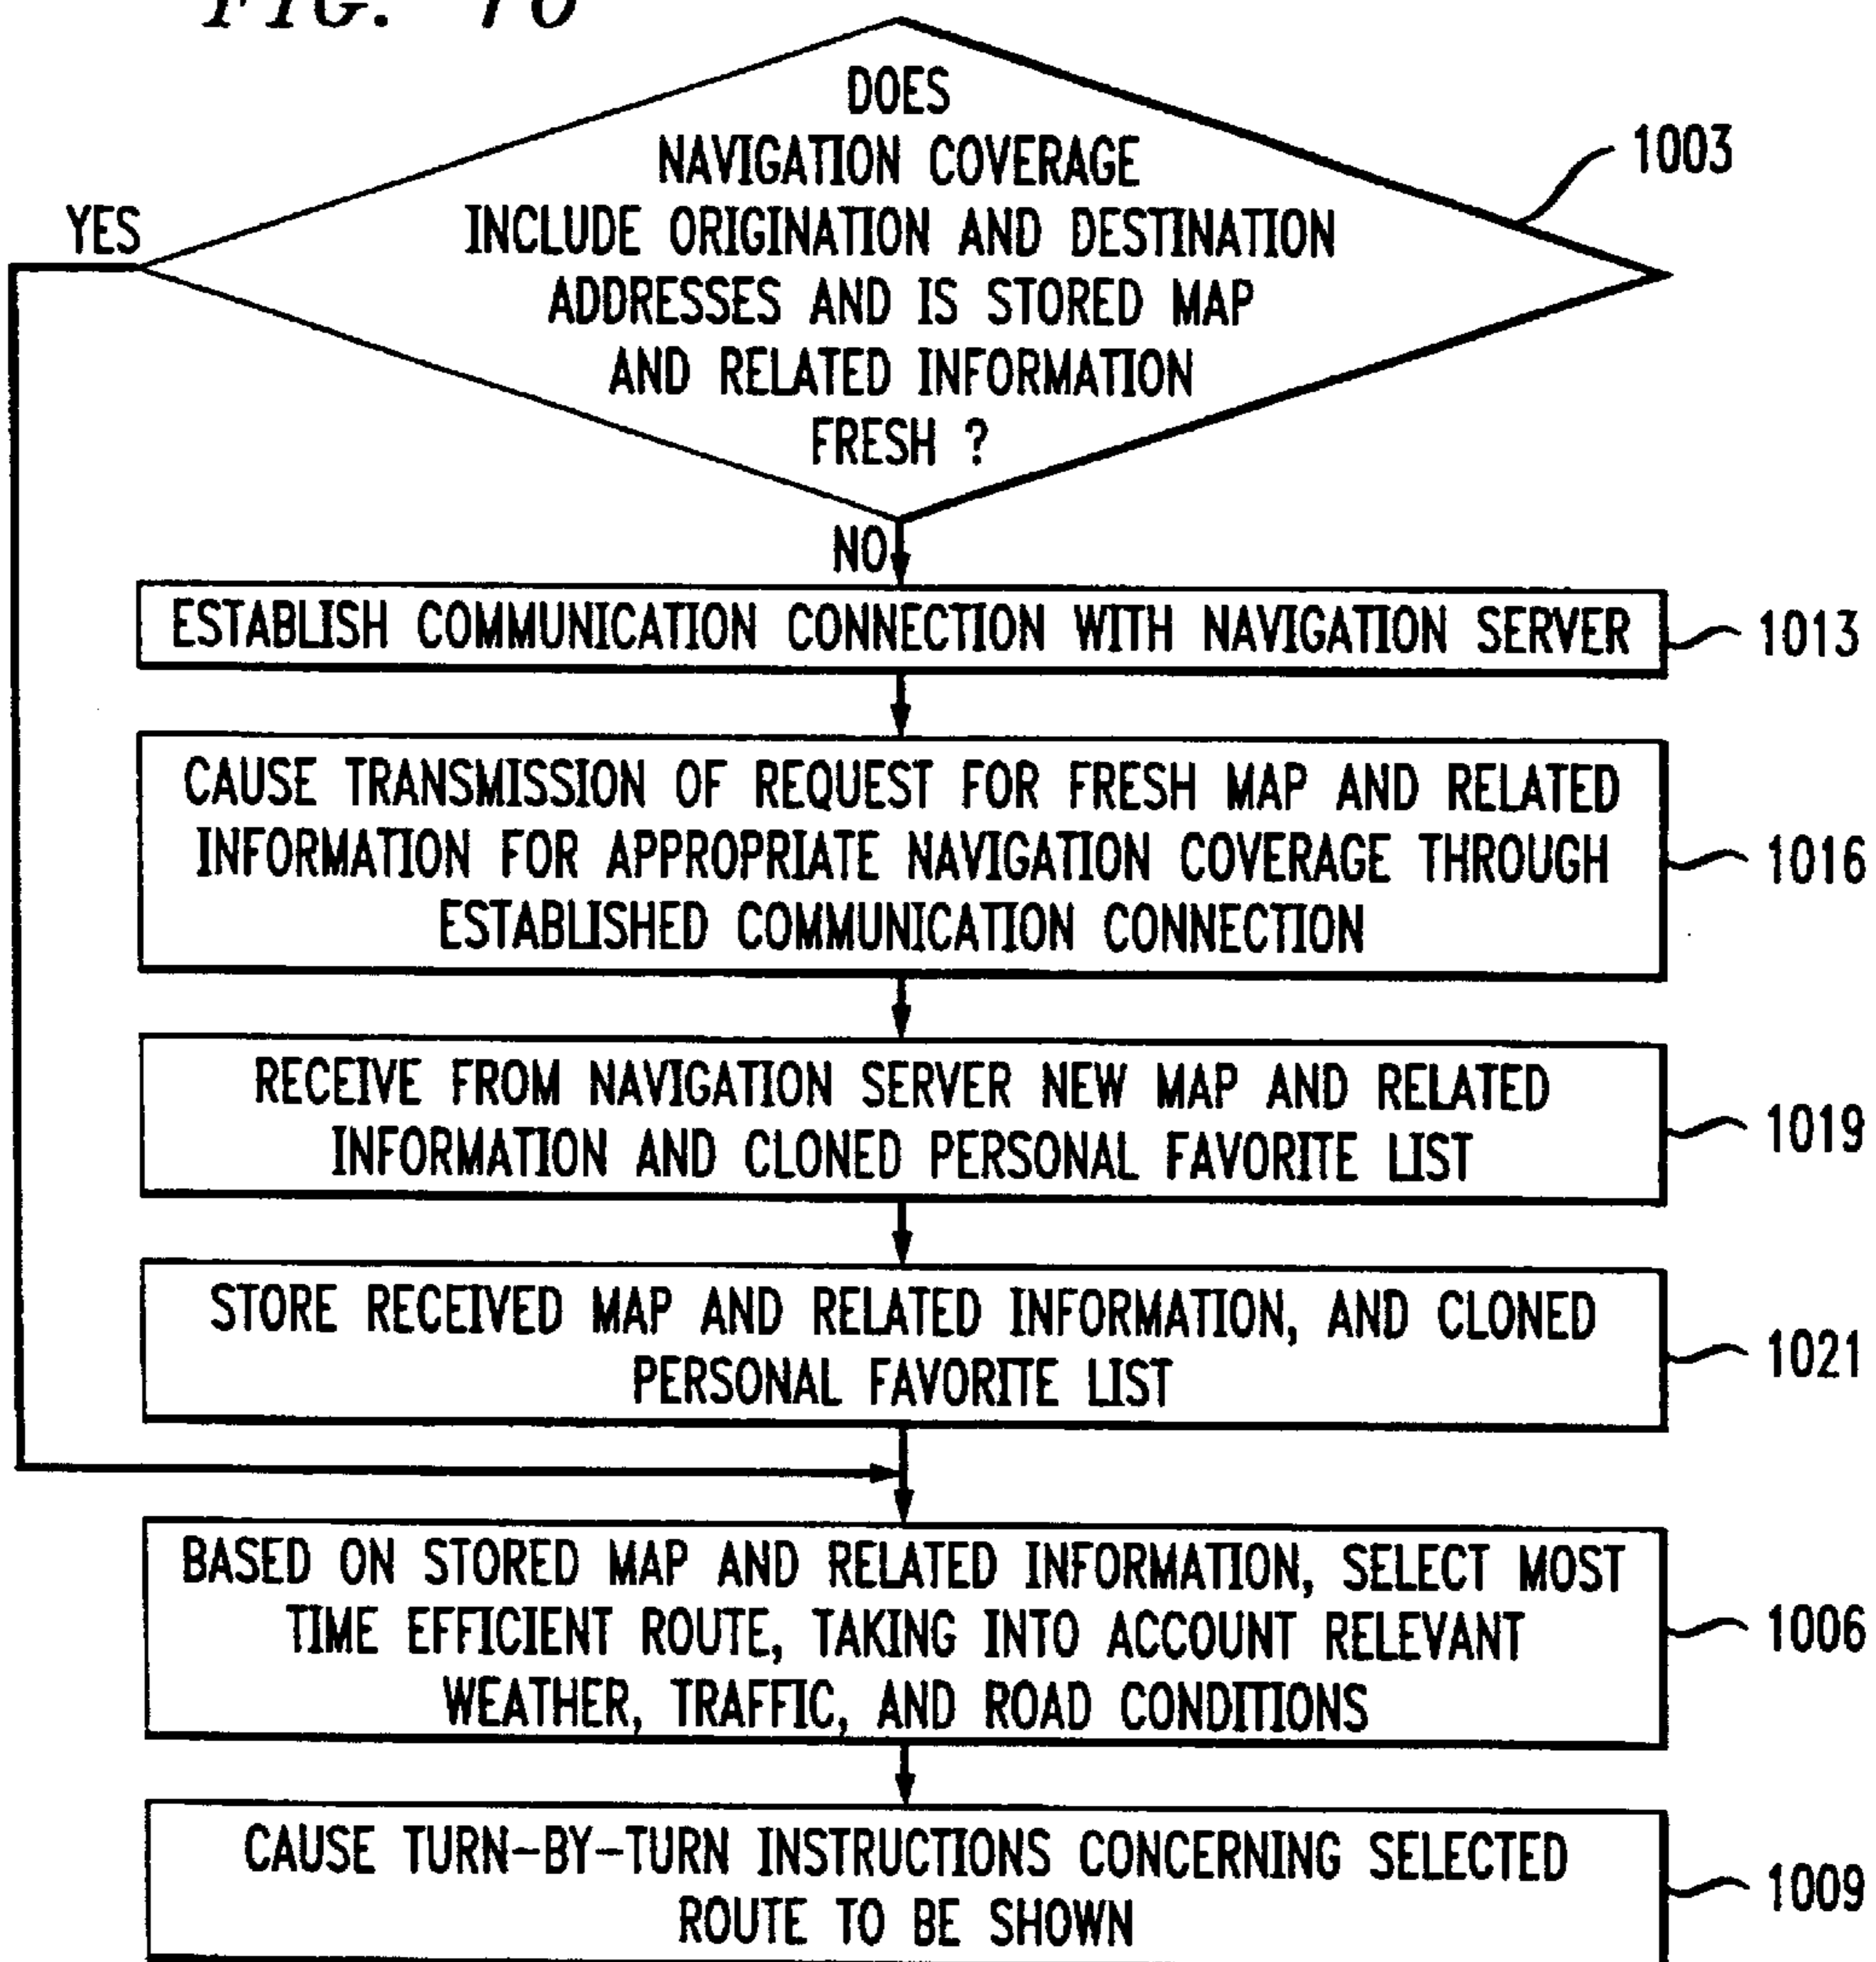 FIG. 10
DOES
NAVIGATION COVERAGE
INCLUDE ORIGINATION AND DESTINATION
ADDRESSES AND IS STORED MAP
AND RELATED INFORMATION
FRESH ?
1003
YES
NO
ESTABLISH COMMUNICATION CONNECTION WITH NAVIGATION SERVER
1013
CAUSE TRANSMISSION OF REQUEST FOR FRESH MAP AND RELATED
INFORMATION FOR APPROPRIATE NAVIGATION COVERAGE THROUGH
ESTABLISHED COMMUNICATION CONNECTION
1016
RECEIVE FROM NAVIGATION SERVER NEW MAP AND RELATED
INFORMATION AND CLONED PERSONAL FAVORITE LIST
1019
STORE RECEIVED MAP AND RELATED INFORMATION, AND CLONED
PERSONAL FAVORITE LIST
1021
BASED ON STORED MAP AND RELATED INFORMATION, SELECT MOST
TIME EFFICIENT ROUTE, TAKING INTO ACCOUNT RELEVANT
WEATHER, TRAFFIC, AND ROAD CONDITIONS
1006
CAUSE TURN-BY-TURN INSTRUCTIONS CONCERNING SELECTED
ROUTE TO BE SHOWN
1009